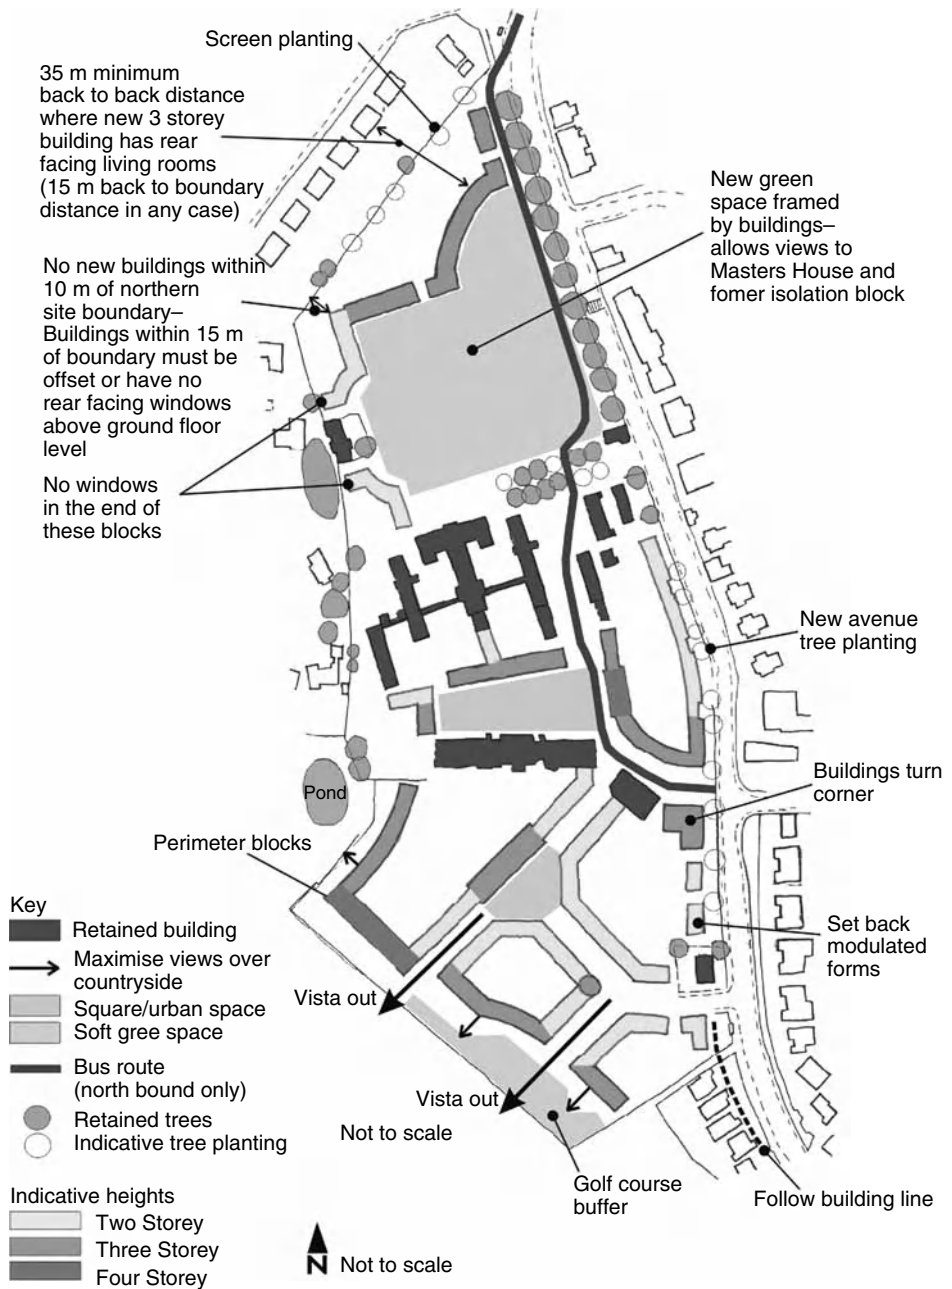 Screen planting
35 m minimum
back to back distance
where new 3 storey
building has rear
facing living rooms
(15 m back to boundary
distance in any case)
No new buildings within
10 m of northern
site boundary–
Buildings within 15 m
of boundary must be
offset or have no
rear facing windows
above ground floor
level
No windows
in the end of
these blocks
New green
space framed
by buildings–
allows views to
Masters House and
fomer isolation block
New avenue
tree planting
Buildings turn
corner
Pond
Perimeter blocks
Set back
modulated
forms
Vista out
Vista out
Not to scale
Golf course
buffer
Follow building line
Key
Retained building
Maximise views over
countryside
Square/urban space
Soft gree space
Bus route
(north bound only)
Retained trees
Indicative tree planting
Indicative heights
Two Storey
Three Storey
Four Storey
N
Not to scale